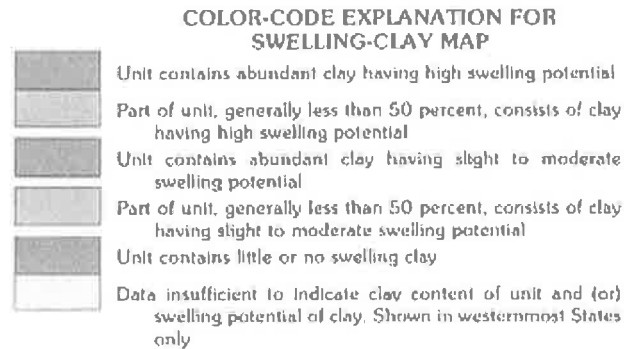 COLOR-CODE EXPLANATION FOR
SWELLING-CLAY MAP
Unit contains abundant clay having high swelling potential
Part of unit, generally less than 50 percent, consists of clay
having high swelling potential
Unit contains abundant clay having slight to moderate
swelling potential
Part of unit, generally less than 50 percent, consists of clay
having slight to moderate swelling potential
Unit contains little or no swelling clay
Data insufficient to indicate clay content of unit and (or)
swelling potential of clay. Shown in westernmost States
only